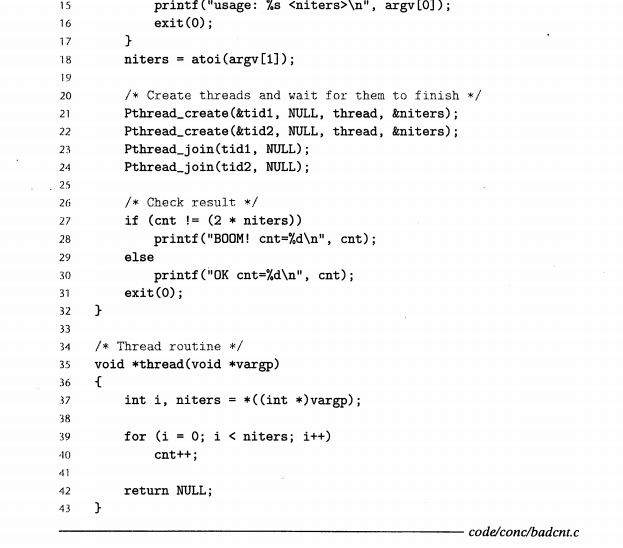 15 printf("usage: %s <niters>\n", argv[0]);
16 exit(0);
17 }
18 niters = atoi(argv[1]);
19
20 /* Create threads and wait for them to finish */
21 Pthread_create(&tid1, NULL, thread, &niters);
22 Pthread_create(&tid2, NULL, thread, &niters);
23 Pthread_join(tid1, NULL);
24 Pthread_join(tid2, NULL);
25
26 /* Check result */
27 if (cnt != (2 * niters))
28 printf("BOOM! cnt=%d\n", cnt);
29 else
30 printf("OK cnt=%d\n", cnt);
31 exit(0);
32 }
33
34 /* Thread routine */
35 void *thread(void *vargp)
36 {
37 int i, niters = *((int *)vargp);
38
39 for (i = 0; i < niters; i++)
40 cnt++;
41
42 return NULL;
43 }
code/conc/badcnt.c